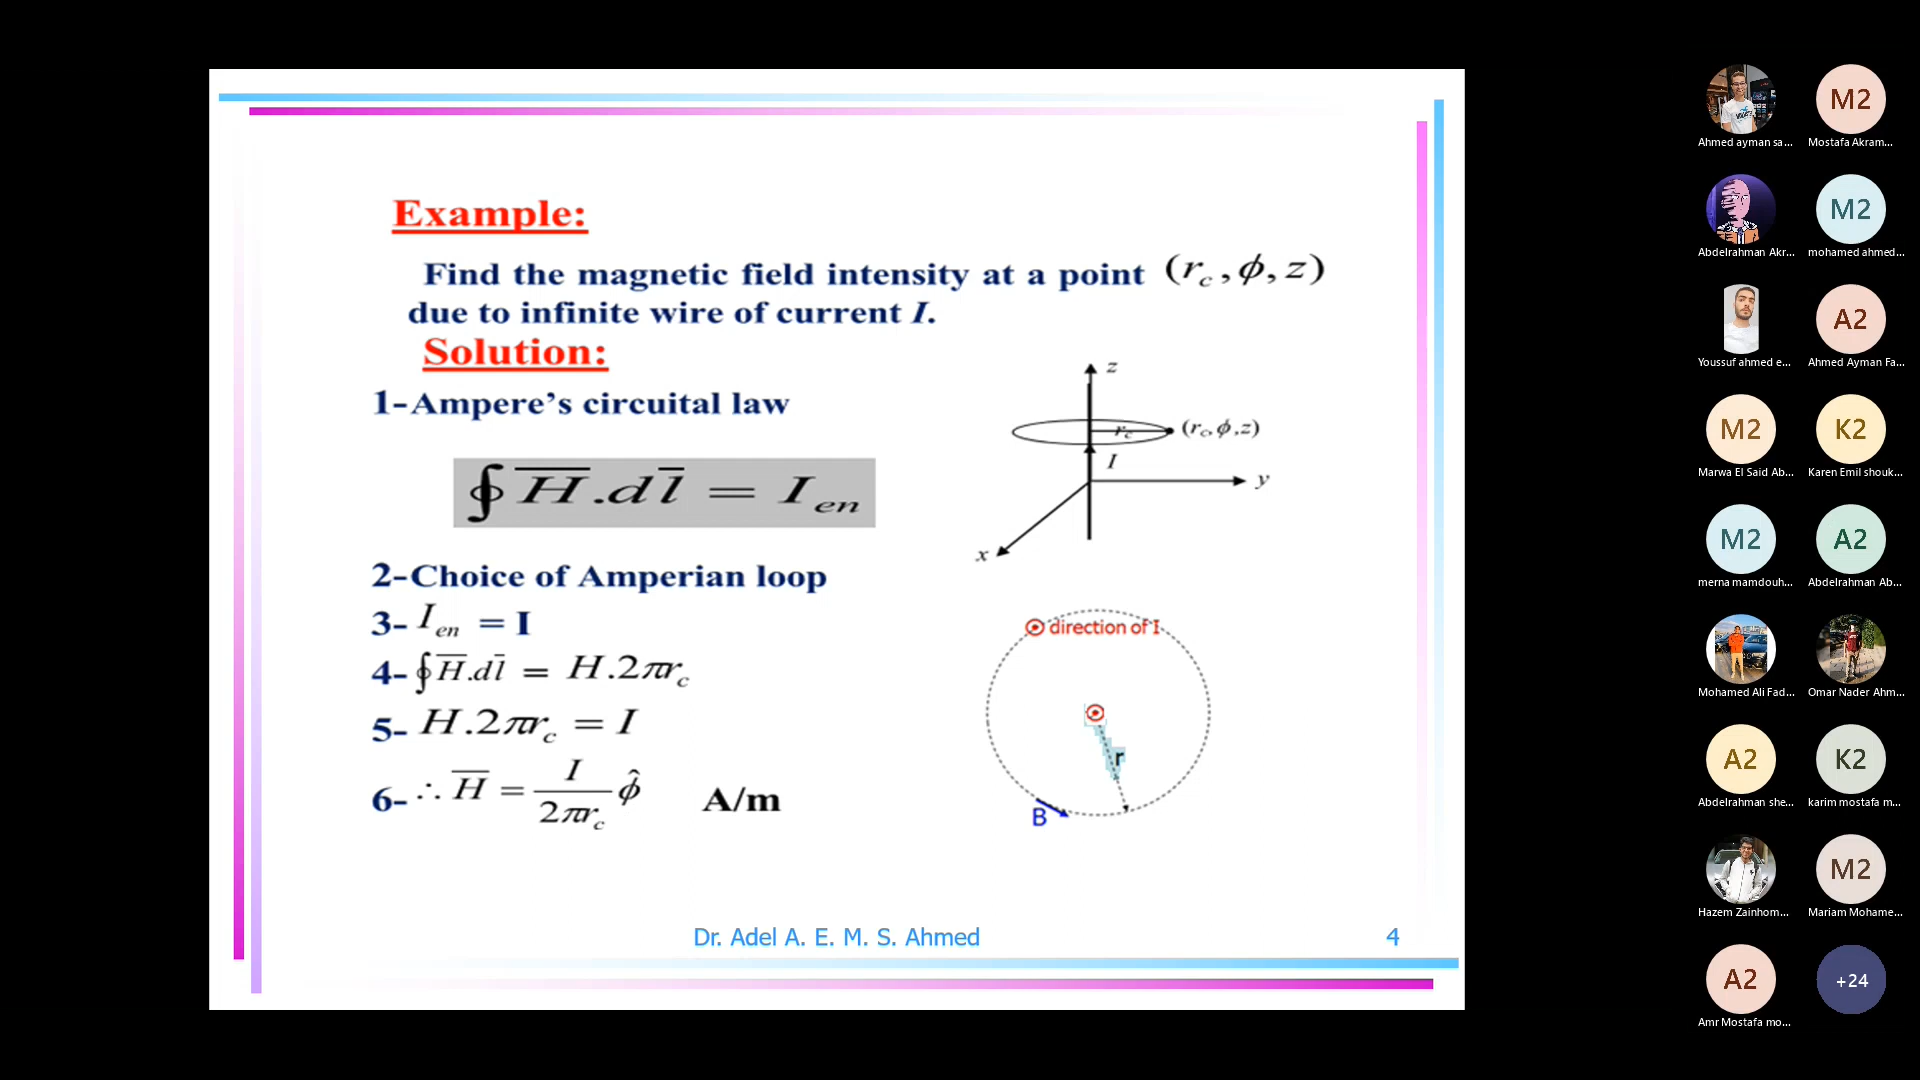 Example:
Find the magnetic field intensity at a point (r_c, ϕ, z)
due to infinite wire of current I.
Solution:
1-Ampere’s circuital law
∮ H̅.dl̅ = I_en
2-Choice of Amperian loop
3- I_en = I
4- ∮H̅.dl̅ = H.2πr_c
5- H.2πr_c = I
6- ∴ H̅ = I / 2πr_c ϕ̂ A/m
z
r_c
(r_c, ϕ, z)
I
y
x
direction of I
r
B
Dr. Adel A. E. M. S. Ahmed
4
Ahmed ayman sa...
M2
Mostafa Akram...
Abdelrahman Akr...
M2
mohamed ahmed...
Youssuf ahmed e...
A2
Ahmed Ayman Fa...
M2
Marwa El Said Ab...
K2
Karen Emil shouk...
M2
merna mamdouh...
A2
Abdelrahman Ab...
Mohamed Ali Fad...
Omar Nader Ahm...
A2
Abdelrahman she...
K2
karim mostafa m...
Hazem Zainhom...
M2
Mariam Mohame...
A2
Amr Mostafa mo...
+24